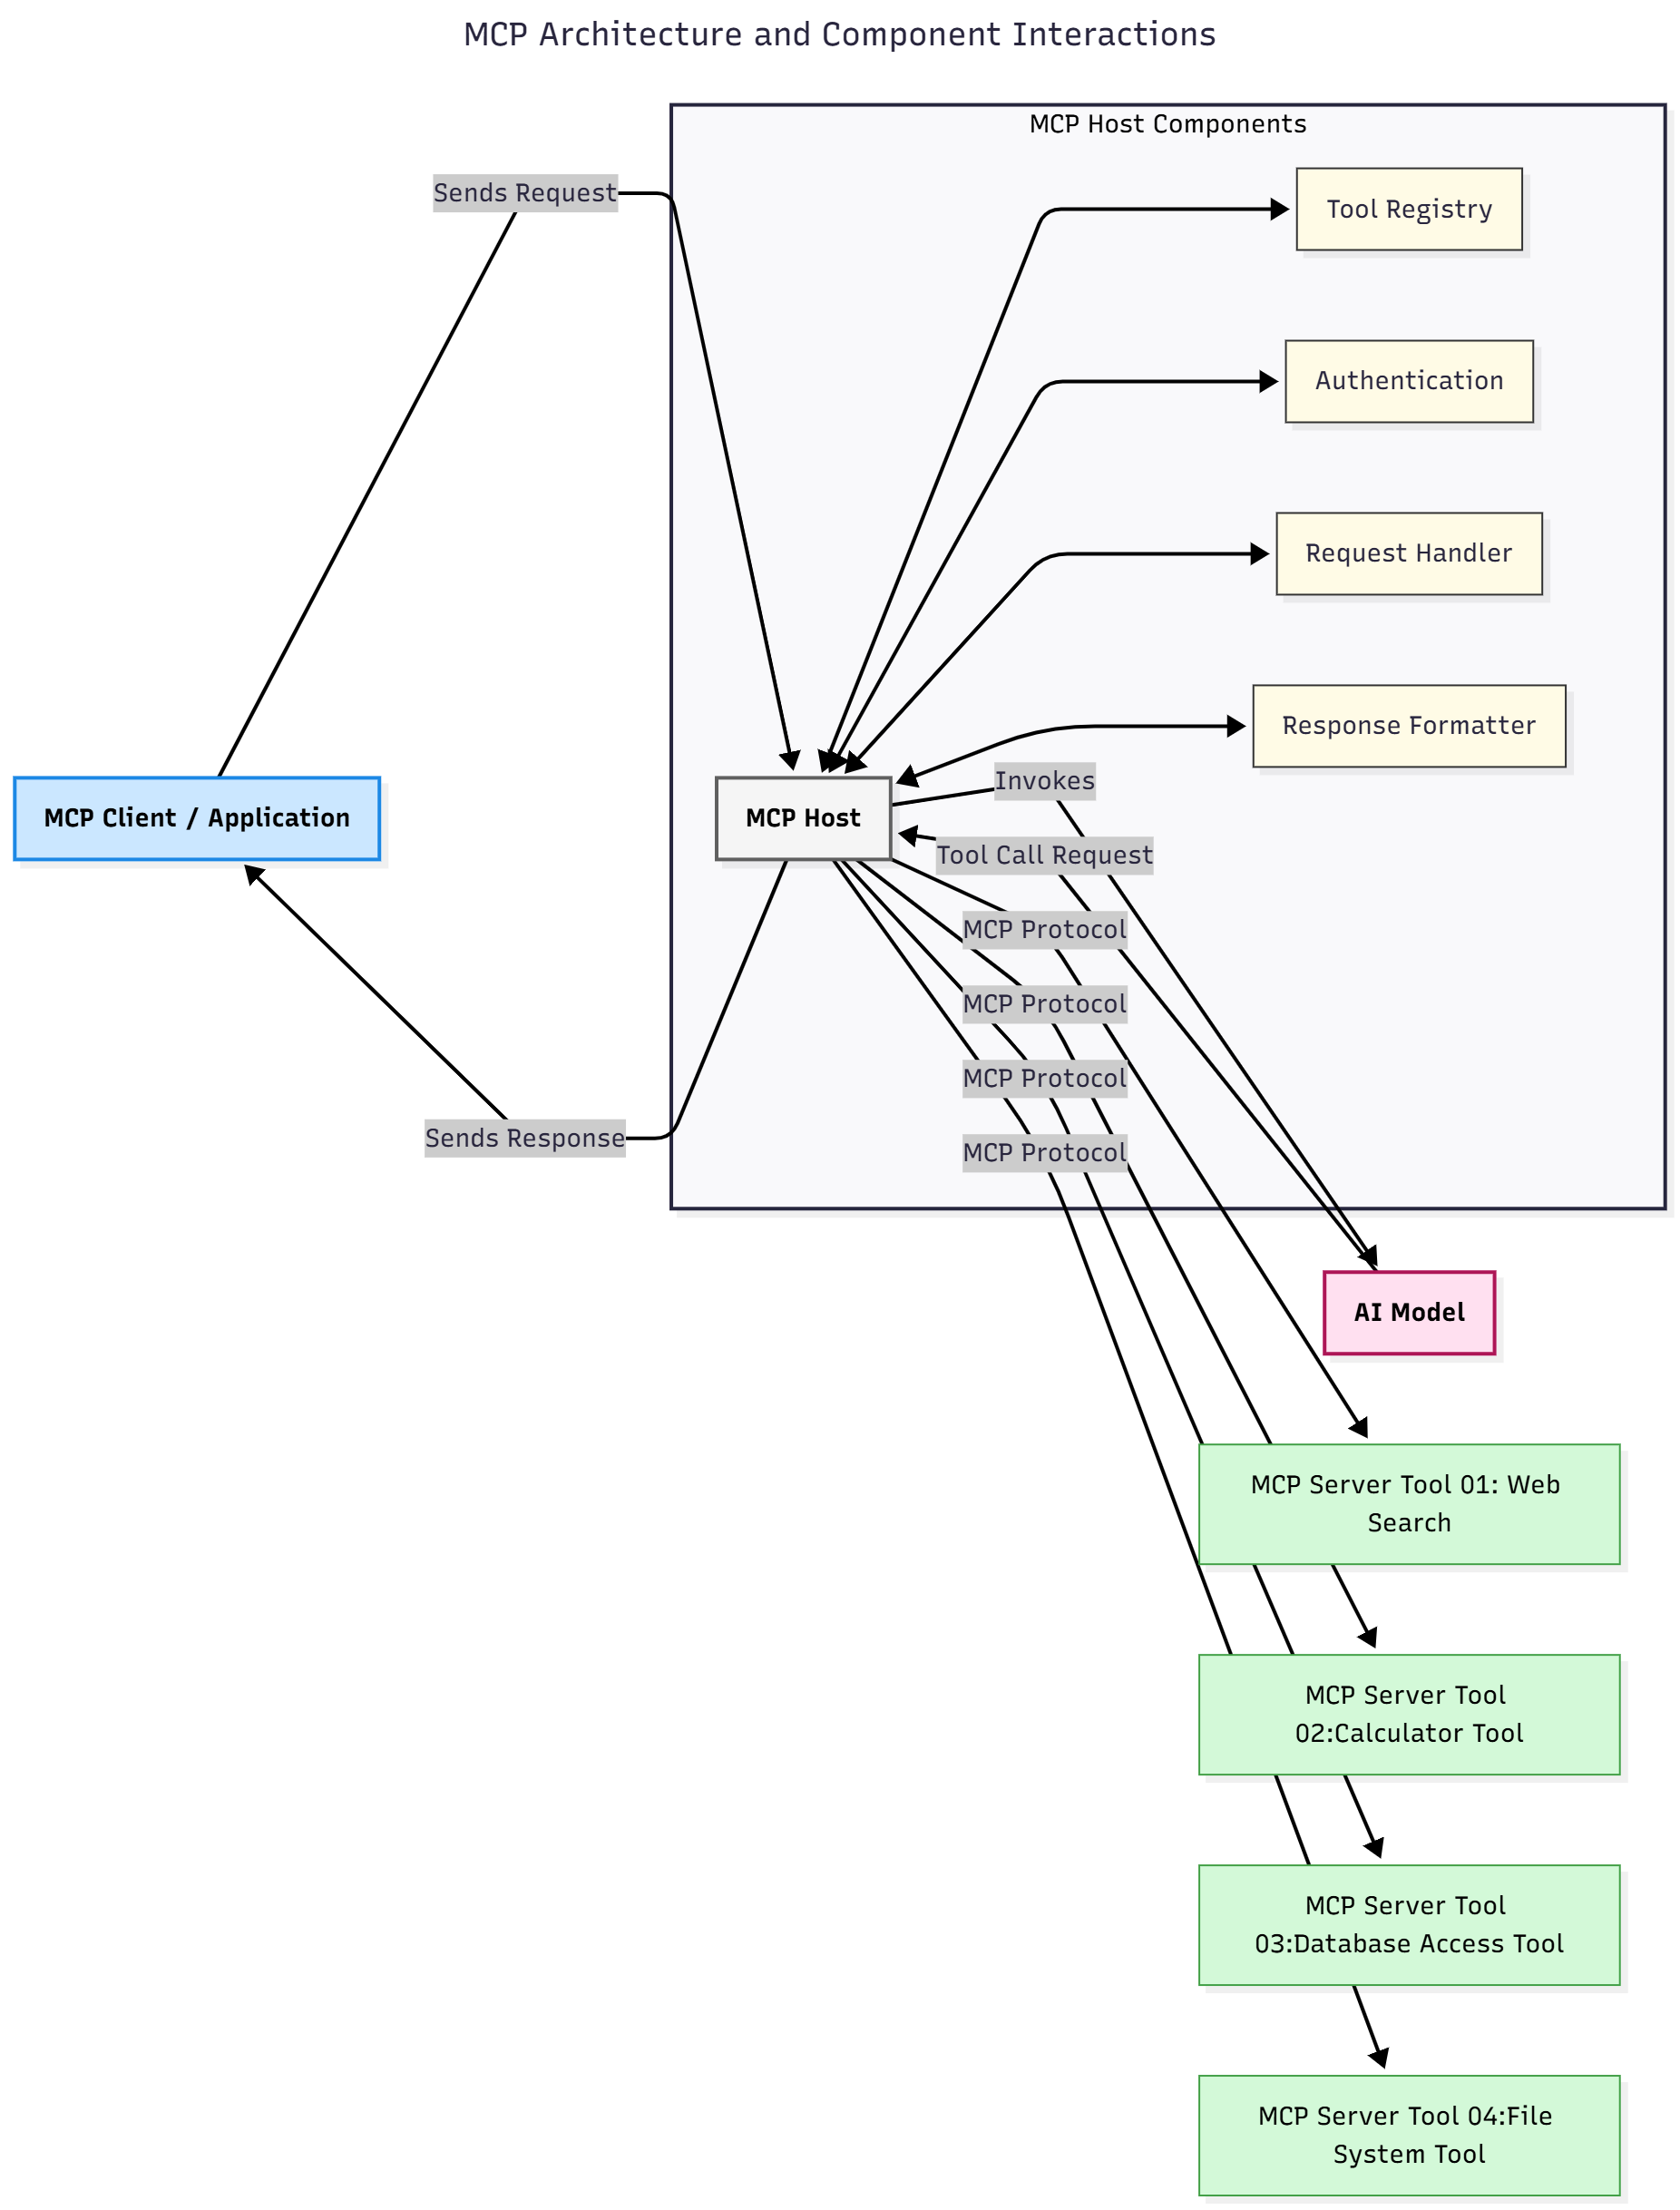 MCP Architecture and Component Interactions
MCP Host Components
Sends Request
Tool Registry
Authentication
Request Handler
Response Formatter
Invokes
MCP Client / Application
MCP Host
Tool Call Request
MCP Protocol
MCP Protocol
MCP Protocol
Sends Response
MCP Protocol
AI Model
MCP Server Tool 01: Web
Search
MCP Server Tool
02:Calculator Tool
MCP Server Tool
03:Database Access Tool
MCP Server Tool 04:File
System Tool